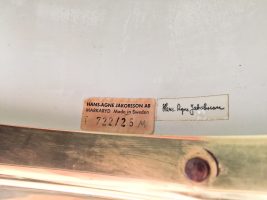 HANS-AGNE JAKOBSSON AB
MARKARYD Made in Sweden
T 722/25 M
Hans Agne Jakobsson